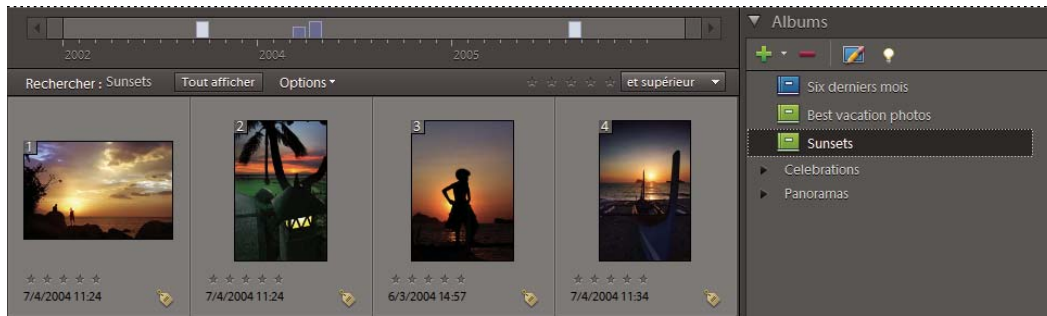 2002 2004 2005
Rechercher : Sunsets Tout afficher Options et supérieur
1 2 3 4
7/4/2004 11:24 7/4/2004 11:24 6/3/2004 14:57 7/4/2004 11:34
Albums
Six derniers mois
Best vacation photos
Sunsets
Celebrations
Panoramas